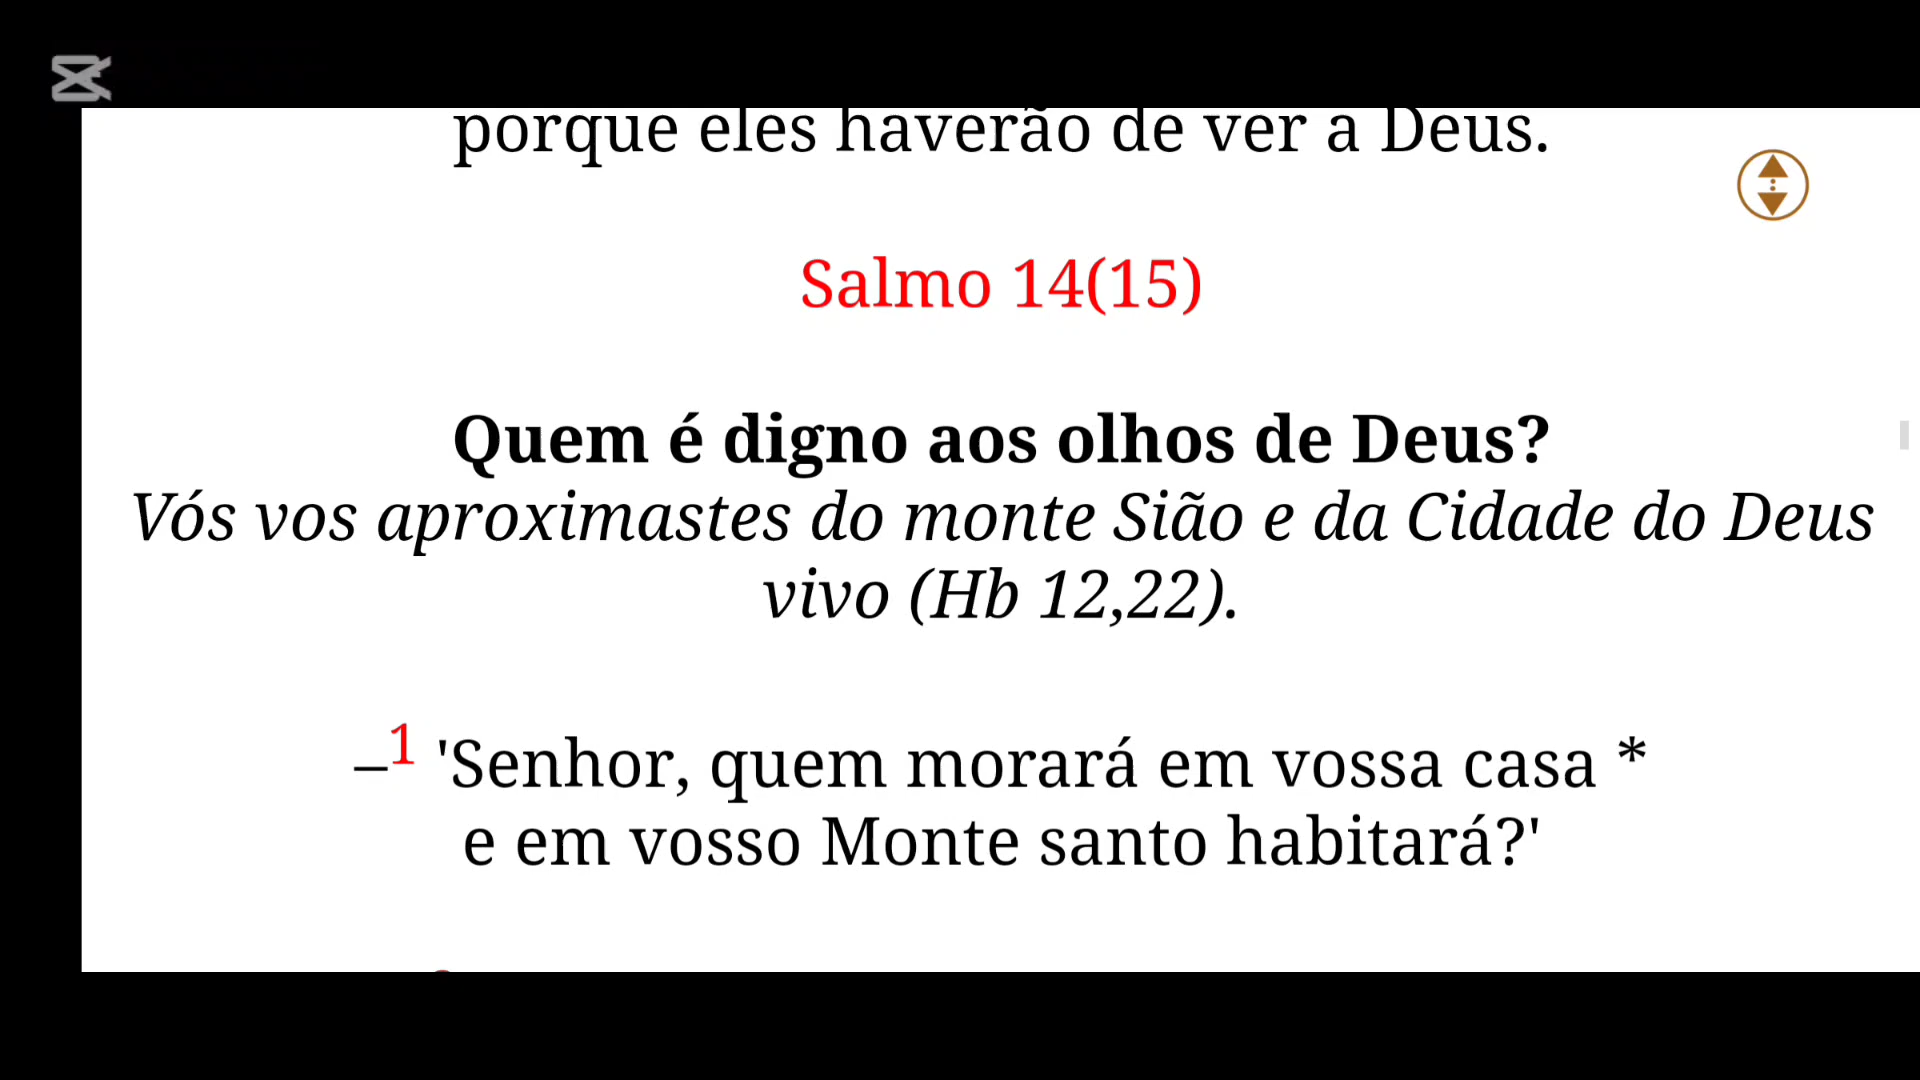 porque eles haverão de ver a Deus.
Salmo 14(15)
Quem é digno aos olhos de Deus?
Vós vos aproximastes do monte Sião e da Cidade do Deus
vivo (Hb 12,22).
–1 'Senhor, quem morará em vossa casa *
e em vosso Monte santo habitará?'